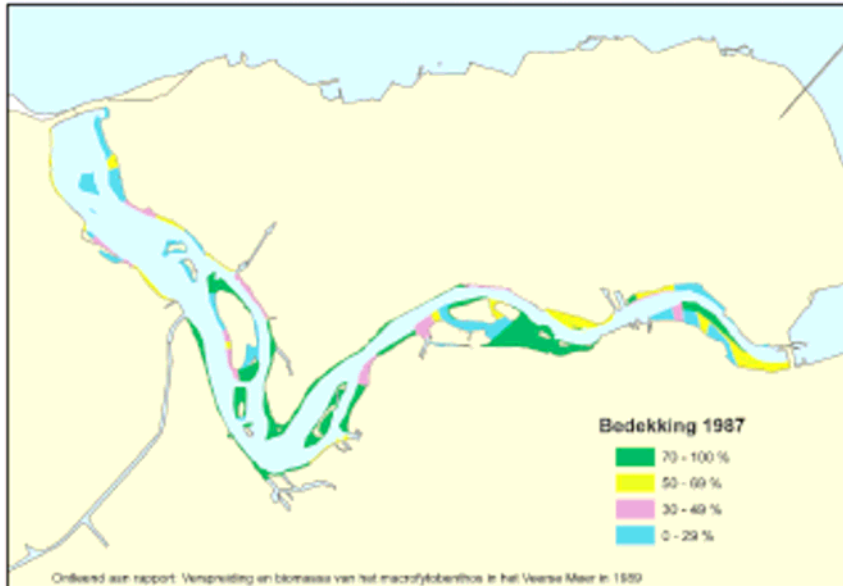 Bedekking 1987
70 - 100 %
50 - 69 %
30 - 49 %
0 - 29 %
Ontleend aan rapport: Verspreiding en biomassa van het macrofytobenthos in het Veerse Meer in 1989